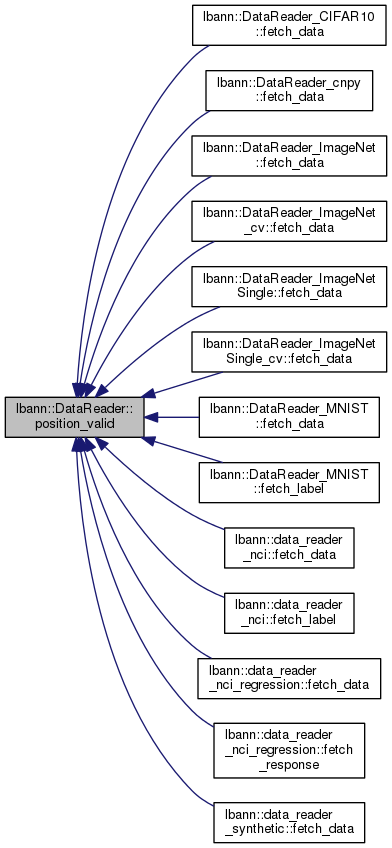 lbann::DataReader_CIFAR10
::fetch_data
lbann::DataReader_cnpy
::fetch_data
lbann::DataReader_ImageNet
::fetch_data
lbann::DataReader_ImageNet
_cv::fetch_data
lbann::DataReader_ImageNet
Single::fetch_data
lbann::DataReader_ImageNet
Single_cv::fetch_data
lbann::DataReader::
position_valid
lbann::DataReader_MNIST
::fetch_data
lbann::DataReader_MNIST
::fetch_label
lbann::data_reader
_nci::fetch_data
lbann::data_reader
_nci::fetch_label
lbann::data_reader
_nci_regression::fetch_data
lbann::data_reader
_nci_regression::fetch
_response
lbann::data_reader
_synthetic::fetch_data